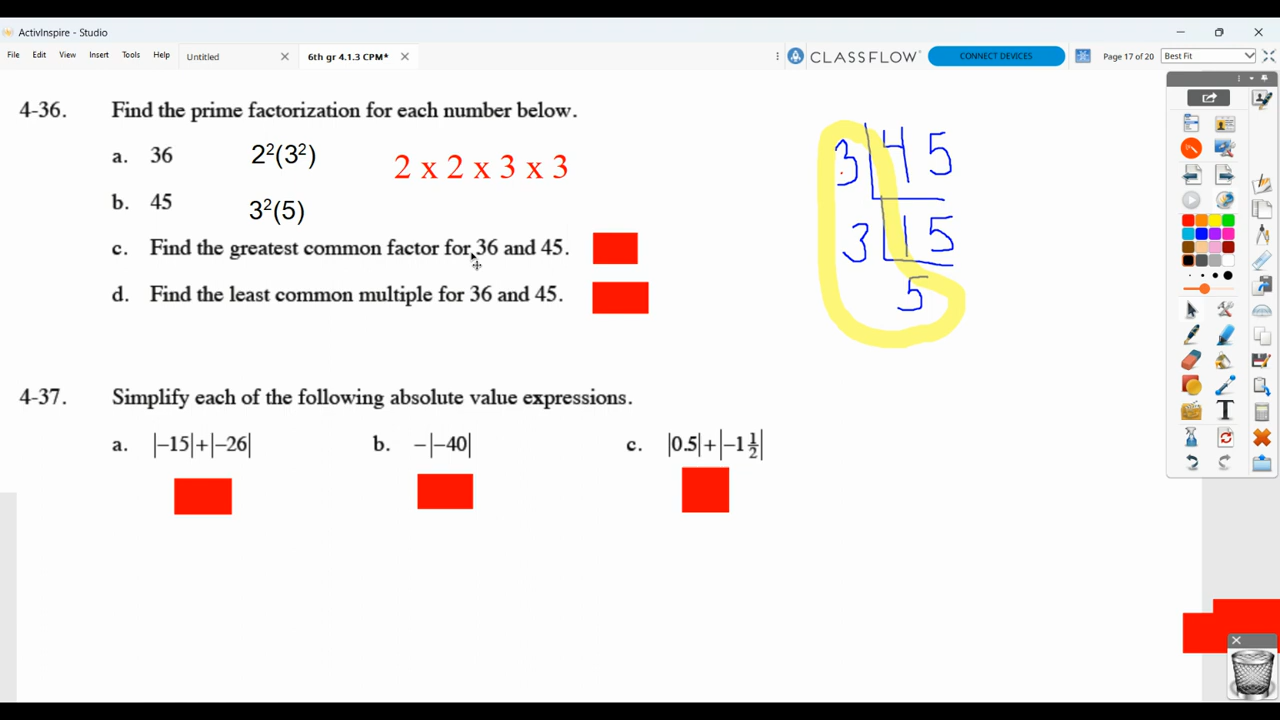 ActivInspire - Studio
File Edit View Insert Tools Help Untitled 6th gr 4.1.3 CPM* CLASSFLOW CONNECT DEVICES Page 17 of 20 Best Fit
4-36. Find the prime factorization for each number below.
a. 36 2²(3²) 2 x 2 x 3 x 3
b. 45 3²(5)
c. Find the greatest common factor for 36 and 45.
d. Find the least common multiple for 36 and 45.
3 45
3 15
5
4-37. Simplify each of the following absolute value expressions.
a. |−15|+|−26| b. −|−40| c. |0.5|+|−1 1/2|